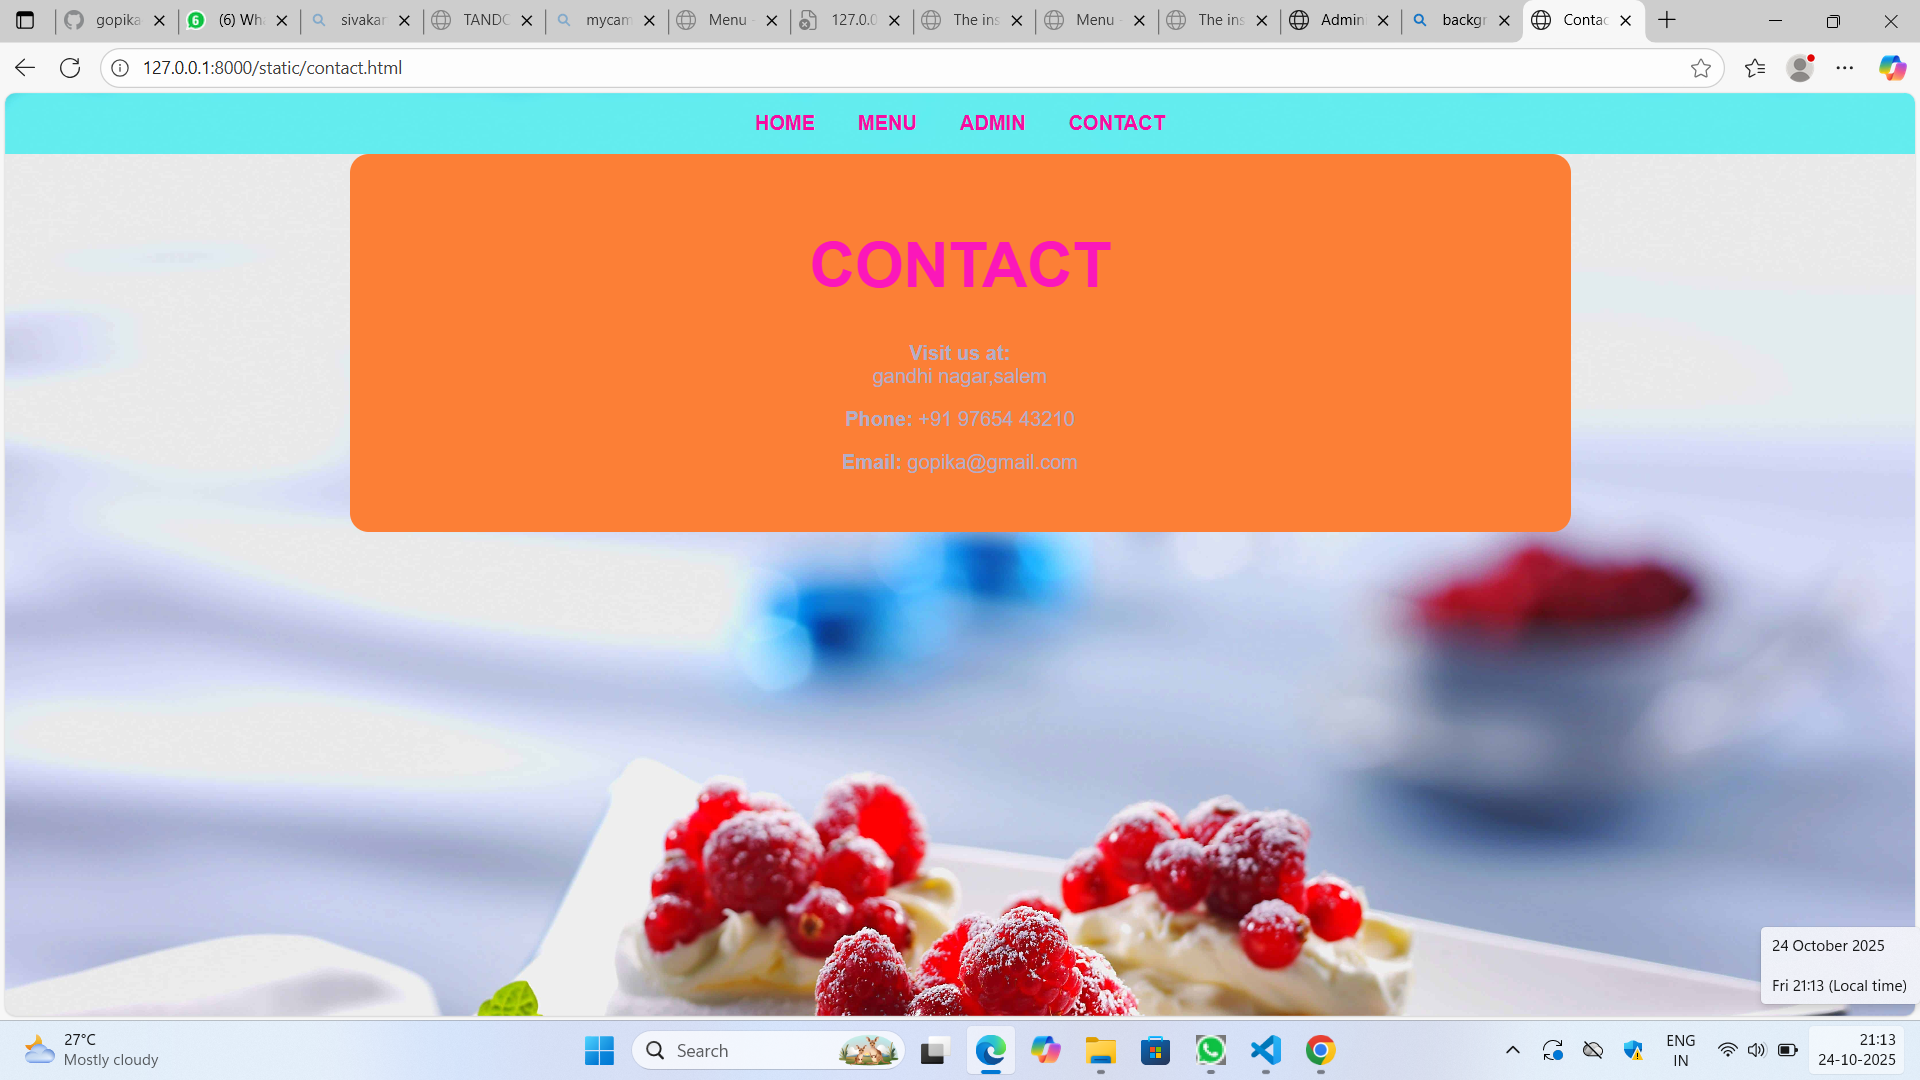 gopika
(6) Wha
sivakar
TANDO
mycam
Menu -
127.0.0
The ins
Menu -
The ins
Admin
backgr
Contac
127.0.0.1:8000/static/contact.html
HOME MENU ADMIN CONTACT
CONTACT
Visit us at:
gandhi nagar,salem
Phone: +91 97654 43210
Email: gopika@gmail.com
24 October 2025
Fri 21:13 (Local time)
27°C
Mostly cloudy
Search
ENG
IN
21:13
24-10-2025